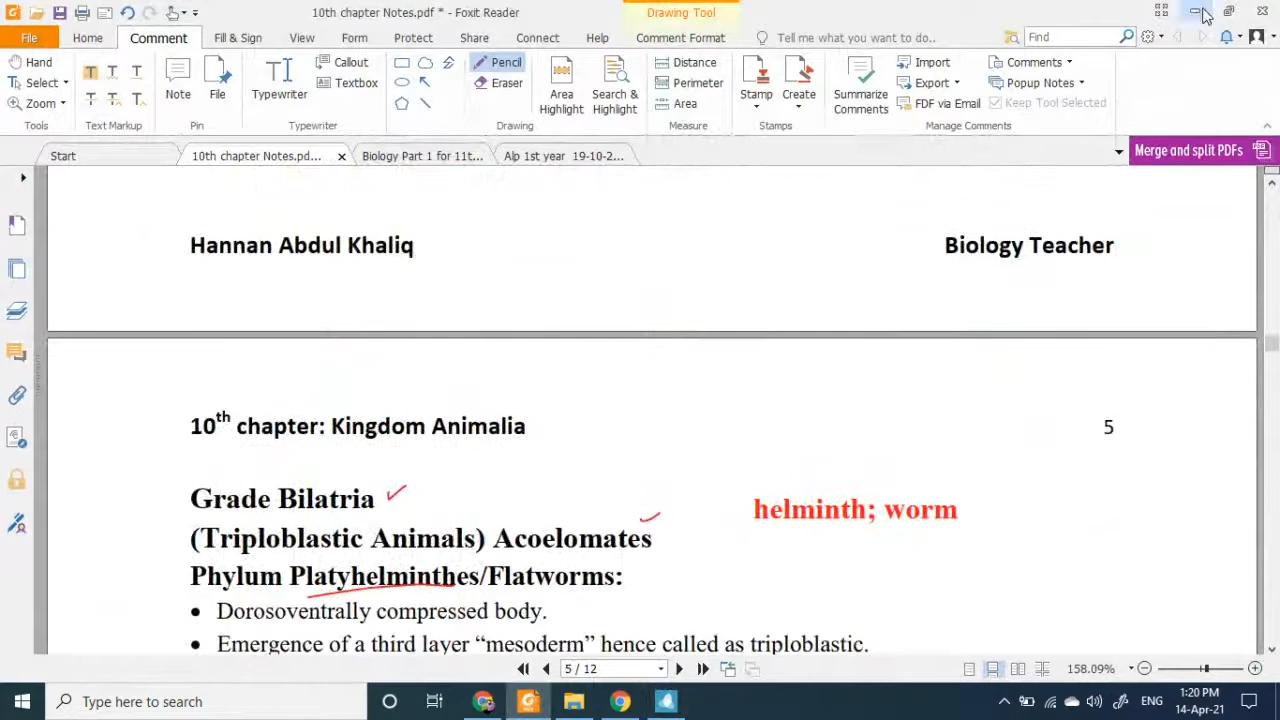 10th chapter Notes.pdf * - Foxit Reader
Drawing Tool
File Home Comment Fill & Sign View Form Protect Share Connect Help Comment Format Tell me what you want to do.. Find
Hand
Select
Zoom
Tools
Text Markup
Note
File
Pin
Typewriter
Callout
Textbox
Typewriter
Pencil
Eraser
Drawing
Area
Highlight
Search &
Highlight
Distance
Perimeter
Area
Measure
Stamp
Create
Stamps
Summarize
Comments
Import
Export
FDF via Email
Comments
Popup Notes
Keep Tool Selected
Manage Comments
Start
10th chapter Notes.pd...
Biology Part 1 for 11t...
Alp 1st year 19-10-2...
Merge and split PDFs
Hannan Abdul Khaliq Biology Teacher
10th chapter: Kingdom Animalia 5
Grade Bilatria
helminth; worm
(Triploblastic Animals) Acoelomates
Phylum Platyhelminthes/Flatworms:
• Dorosoventrally compressed body.
• Emergence of a third layer “mesoderm” hence called as triploblastic.
5 / 12
158.09%
Type here to search
ENG
1:20 PM
14-Apr-21